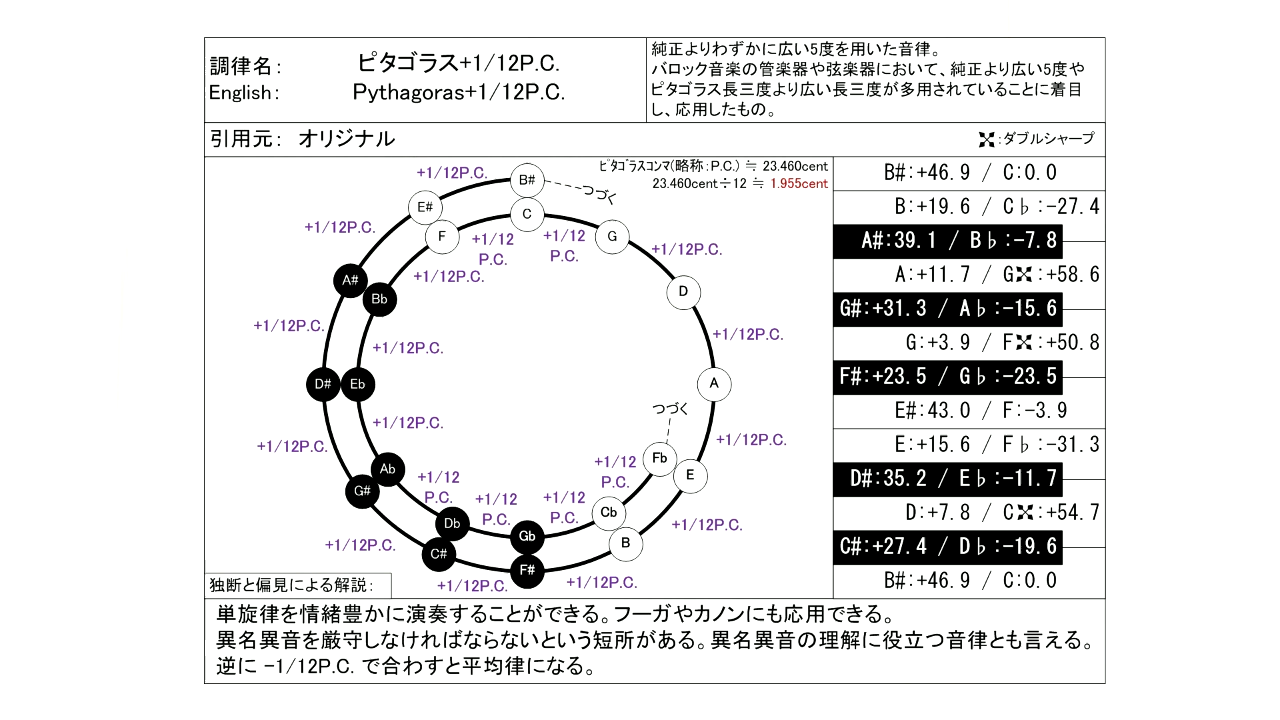 調律名： ピタゴラス+1/12P.C.
English： Pythagoras+1/12P.C.
純正よりわずかに広い5度を用いた音律。
バロック音楽の管楽器や弦楽器において、純正より広い5度や
ピタゴラス長三度より広い長三度が多用されていることに着目
し、応用したもの。
引用元： オリジナル
:ダブルシャープ
ﾋﾟﾀｺﾞﾗｽｺﾝﾏ(略称:P.C.) ≒ 23.460cent
23.460cent÷12 ≒ 1.955cent
+1/12P.C.
B#
つづく
E#
C
+1/12P.C.
F
+1/12
P.C.
+1/12
P.C.
G
+1/12P.C.
+1/12P.C.
A#
Bb
D
+1/12P.C.
+1/12P.C.
+1/12P.C.
D#
Eb
A
つづく
+1/12P.C.
+1/12P.C.
+1/12P.C.
Fb
+1/12
P.C.
E
Ab
G#
+1/12
P.C.
+1/12
P.C.
+1/12
P.C.
Cb
Db
Gb
B
+1/12P.C.
+1/12P.C.
C#
F#
+1/12P.C.
+1/12P.C.
B#:+46.9 / C:0.0
B:+19.6 / C♭:-27.4
A#:39.1 / B♭:-7.8
A:+11.7 / G𝄪:+58.6
G#:+31.3 / A♭:-15.6
G:+3.9 / F𝄪:+50.8
F#:+23.5 / G♭:-23.5
E#:43.0 / F:-3.9
E:+15.6 / F♭:-31.3
D#:35.2 / E♭:-11.7
D:+7.8 / C𝄪:+54.7
C#:+27.4 / D♭:-19.6
B#:+46.9 / C:0.0
独断と偏見による解説:
単旋律を情緒豊かに演奏することができる。フーガやカノンにも応用できる。
異名異音を厳守しなければならないという短所がある。異名異音の理解に役立つ音律とも言える。
逆に -1/12P.C. で合わすと平均律になる。